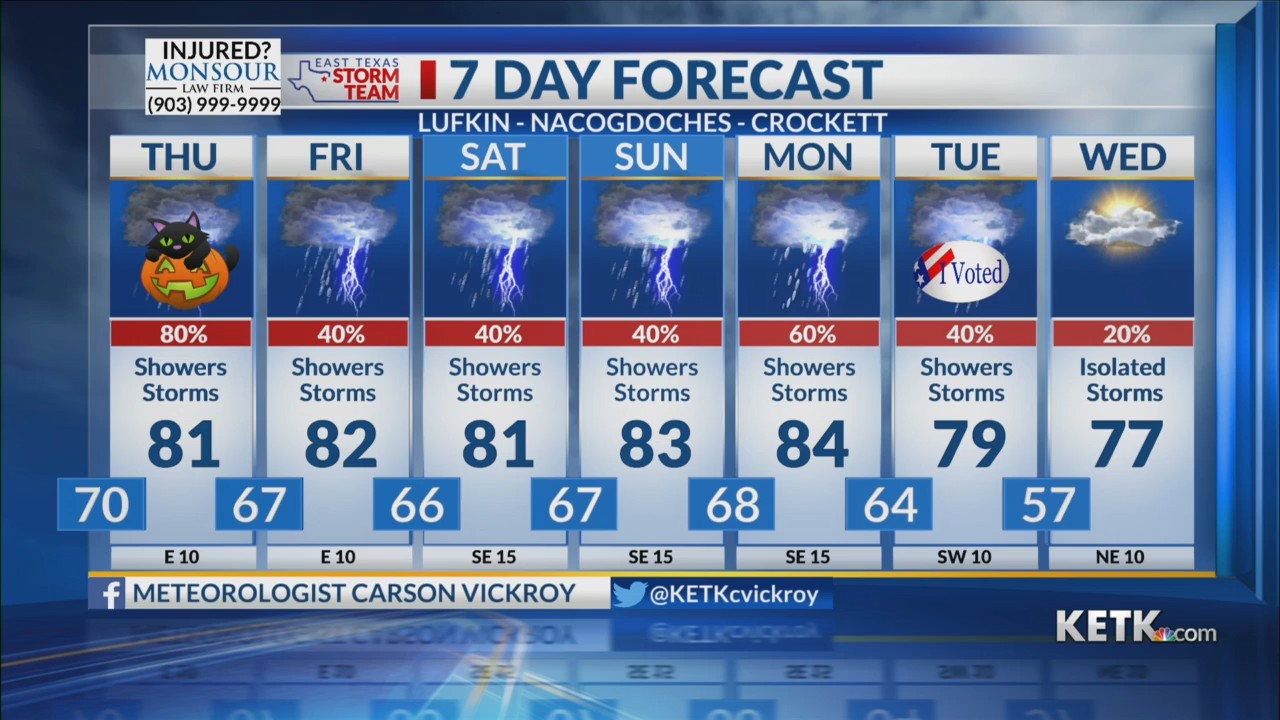 INJURED?
MONSOUR
LAW FIRM
(903) 999-9999
EAST TEXAS
STORM
TEAM
7 DAY FORECAST
LUFKIN - NACOGDOCHES - CROCKETT
THU FRI SAT SUN MON TUE WED
I Voted
80% 40% 40% 40% 60% 40% 20%
Showers Showers Showers Showers Showers Showers Isolated
Storms Storms Storms Storms Storms Storms Storms
81 82 81 83 84 79 77
70 67 66 67 68 64 57
E 10 E 10 SE 15 SE 15 SE 15 SW 10 NE 10
f METEOROLOGIST CARSON VICKROY @KETKcvickroy
KETK.com